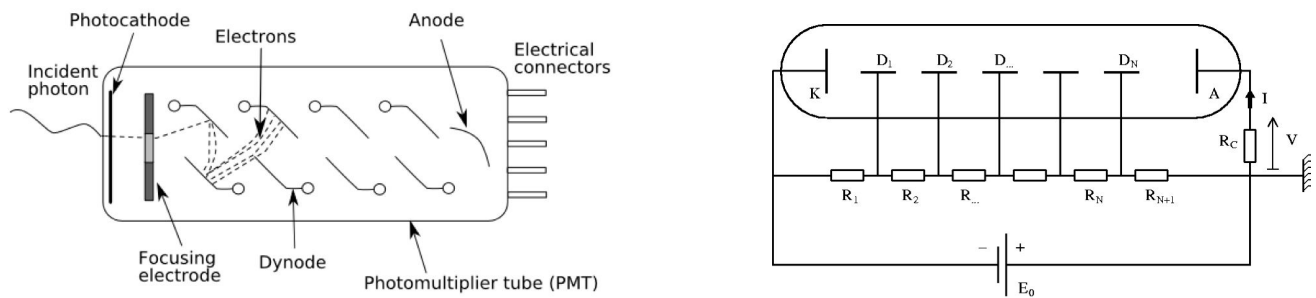 Photocathode
Anode
Electrons
Electrical
connectors
Incident
photon
Focusing
electrode
Dynode
Photomultiplier tube (PMT)
D1
D2
D...
DN
K
A
I
RC
V
R1
R2
R...
RN
RN+1
− +
E0